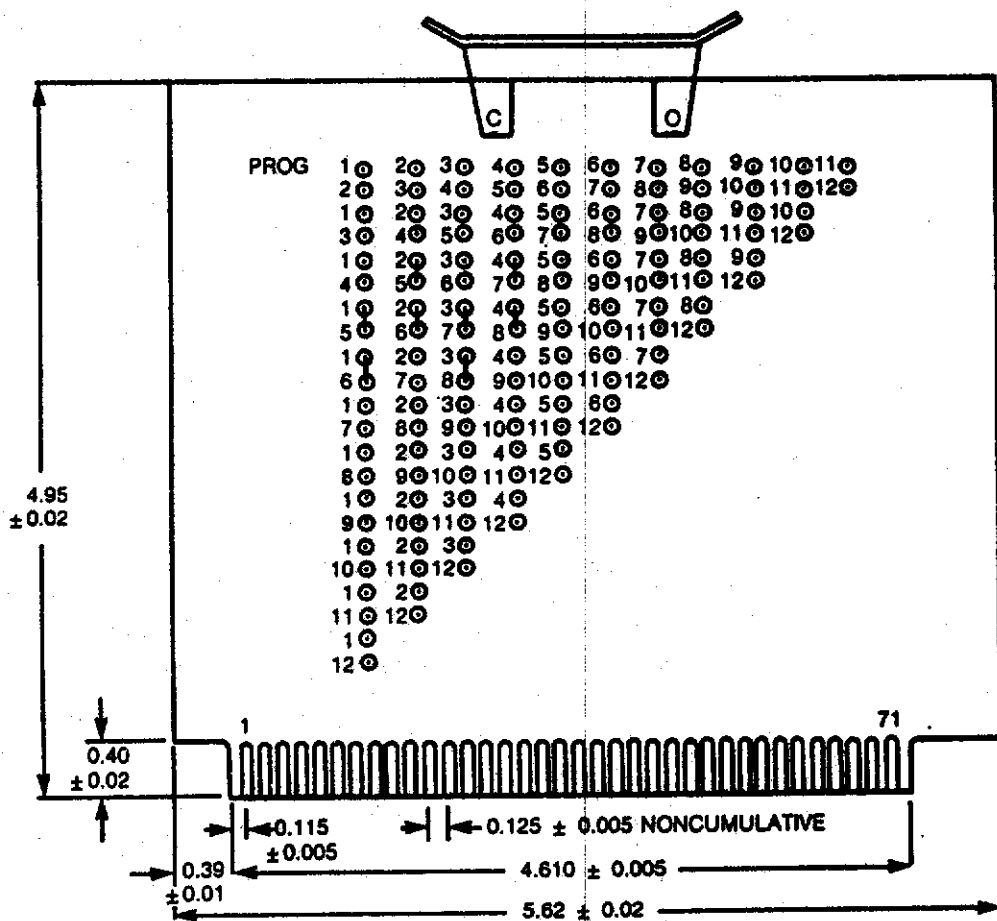 C O
PROG 1 2 3 4 5 6 7 8 9 10 11
2 3 4 5 6 7 8 9 10 11 12
1 2 3 4 5 6 7 8 9 10
3 4 5 6 7 8 9 10 11 12
1 2 3 4 5 6 7 8 9
4 5 6 7 8 9 10 11 12
1 2 3 4 5 6 7 8
5 6 7 8 9 10 11 12
1 2 3 4 5 6 7
6 7 8 9 10 11 12
1 2 3 4 5 6
7 8 9 10 11 12
1 2 3 4 5
8 9 10 11 12
1 2 3 4
9 10 11 12
1 2 3
10 11 12
1 2
11 12
1
12
4.95
± 0.02
1 71
0.40
± 0.02
0.115
± 0.005
0.125 ± 0.005 NONCUMULATIVE
0.39
± 0.01
4.610 ± 0.005
5.62 ± 0.02